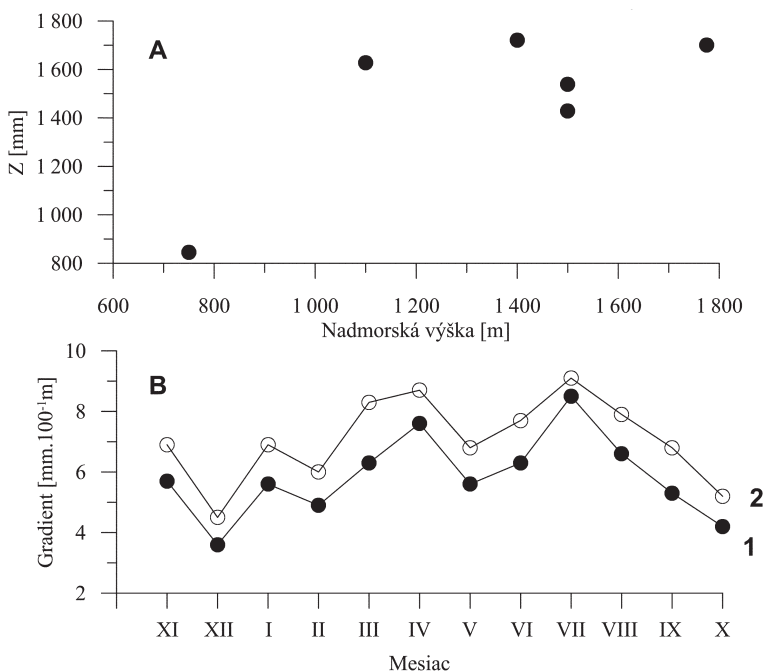 A
Z [mm]
1 800
1 600
1 400
1 200
1 000
800
600 800 1 000 1 200 1 400 1 600 1 800
Nadmorská výška [m]
B
Gradient [mm.100⁻¹m]
10
8
6
4
2
2
1
XI XII I II III IV V VI VII VIII IX X
Mesiac